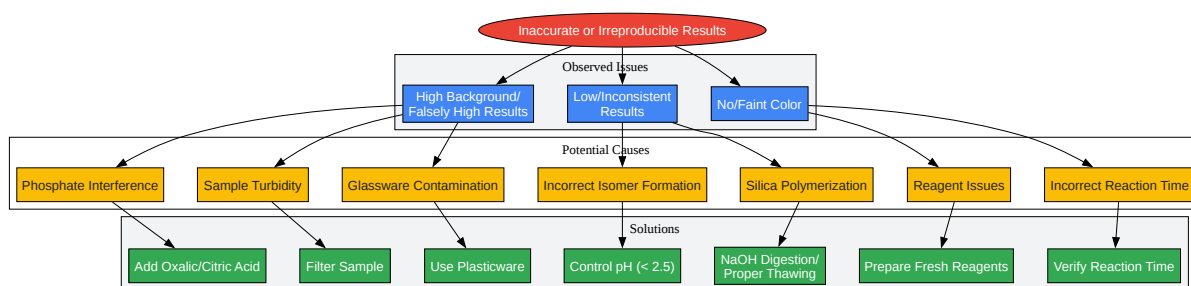 Inaccurate or Irreproducible Results
Observed Issues
High Background/
Falsely High Results
Low/Inconsistent
Results
No/Faint Color
Potential Causes
Phosphate Interference
Sample Turbidity
Glassware Contamination
Incorrect Isomer Formation
Silica Polymerization
Reagent Issues
Incorrect Reaction Time
Solutions
Add Oxalic/Citric Acid
Filter Sample
Use Plasticware
Control pH (< 2.5)
NaOH Digestion/
Proper Thawing
Prepare Fresh Reagents
Verify Reaction Time